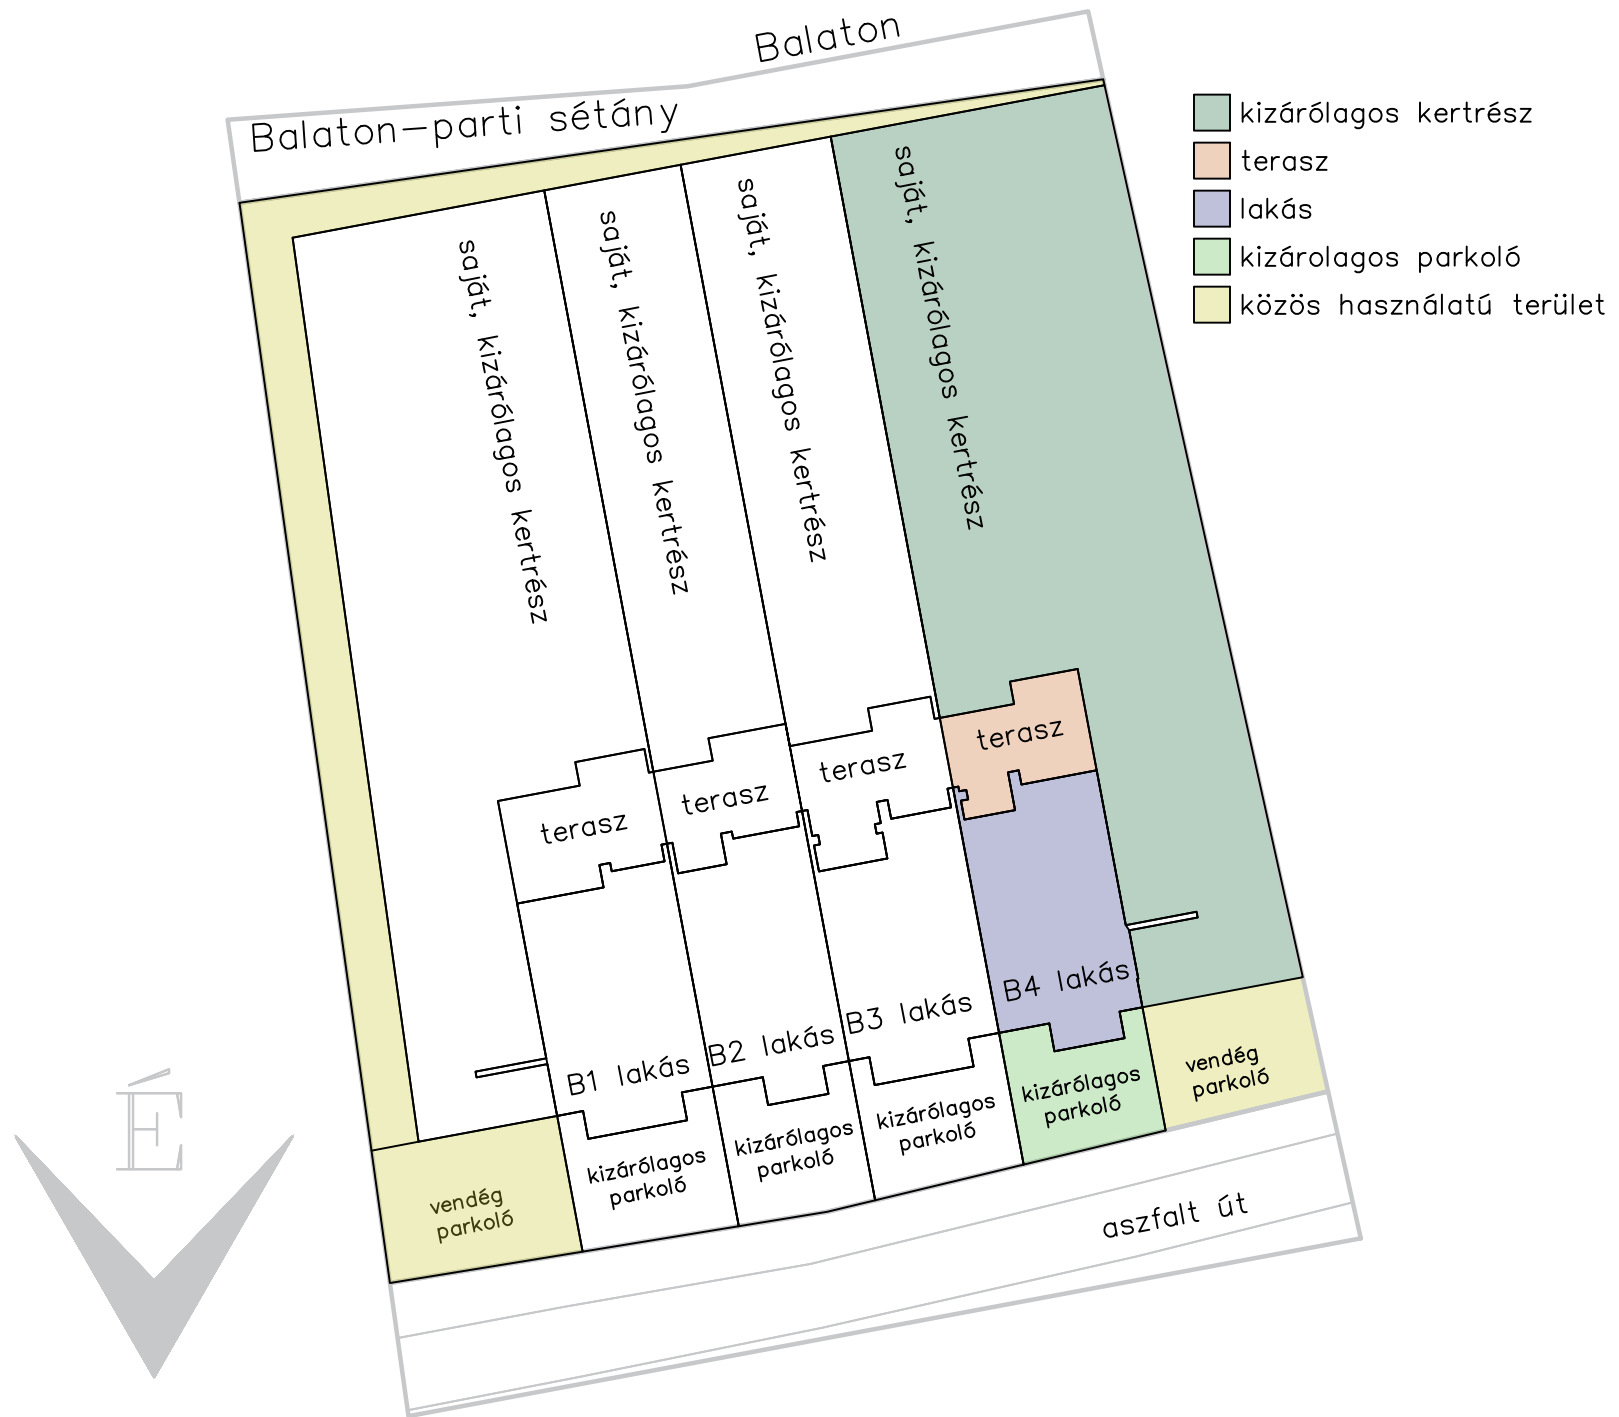 Balaton
Balaton-parti sétány
kizárólagos kertrész
terasz
lakás
kizárolagos parkoló
közös használatú terület
saját, kizárólagos kertrész
saját, kizárólagos kertrész
saját, kizárólagos kertrész
saját, kizárólagos kertrész
terasz
terasz
terasz
terasz
B1 lakás
B2 lakás
B3 lakás
B4 lakás
vendég
parkoló
kizárólagos
parkoló
kizárólagos
parkoló
kizárólagos
parkoló
kizárólagos
parkoló
vendég
parkoló
É
aszfalt út